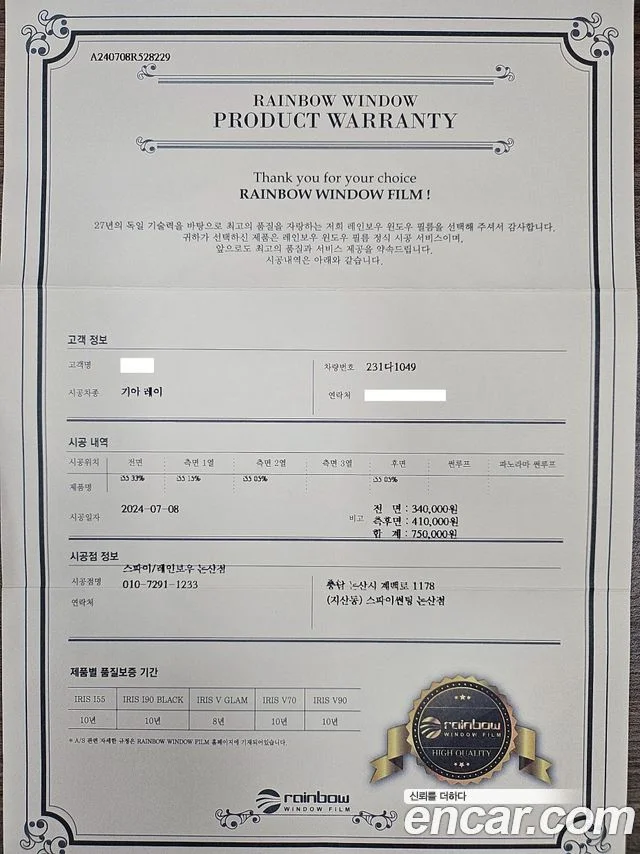 A240708R528229
RAINBOW WINDOW
PRODUCT WARRANTY
Thank you for your choice
RAINBOW WINDOW FILM !
27년의 독일 기술력을 바탕으로 최고의 품질을 자랑하는 저희 레인보우 윈도우 필름을 선택해 주셔서 감사합니다.
귀하가 선택하신 제품은 레인보우 윈도우 필름 정식 시공 서비스이며,
앞으로도 최고의 품질과 서비스 제공을 약속드립니다.
시공내역은 아래와 같습니다.
고객 정보
고객명 차량번호 231다1049
시공차종 기아 레이 연락처
시공 내역
시공위치 전면 측면 1열 측면 2열 측면 3열 후면 썬루프 파노라마 썬루프
제품명 33% 15% 05% 05%
시공일자 2024-07-08 비고 전 면 : 340,000원
측후면 : 410,000원
합 계 : 750,000원
시공점 정보
스파이/레인보우 논산점
시공점명 010-7291-1233 충남 논산시 계백로 1178
연락처 (지산동) 스파이썬팅 논산점
제품별 품질보증 기간
IRIS I55 IRIS I90 BLACK IRIS V GLAM IRIS V70 IRIS V90
10년 10년 8년 10년 10년
* A/S 관련 자세한 규정은 RAINBOW WINDOW FILM 홈페이지에 기재되어있습니다.
rainbow
WINDOW FILM
HIGH QUALITY
rainbow
WINDOW FILM
신뢰를 더하다
encar.com